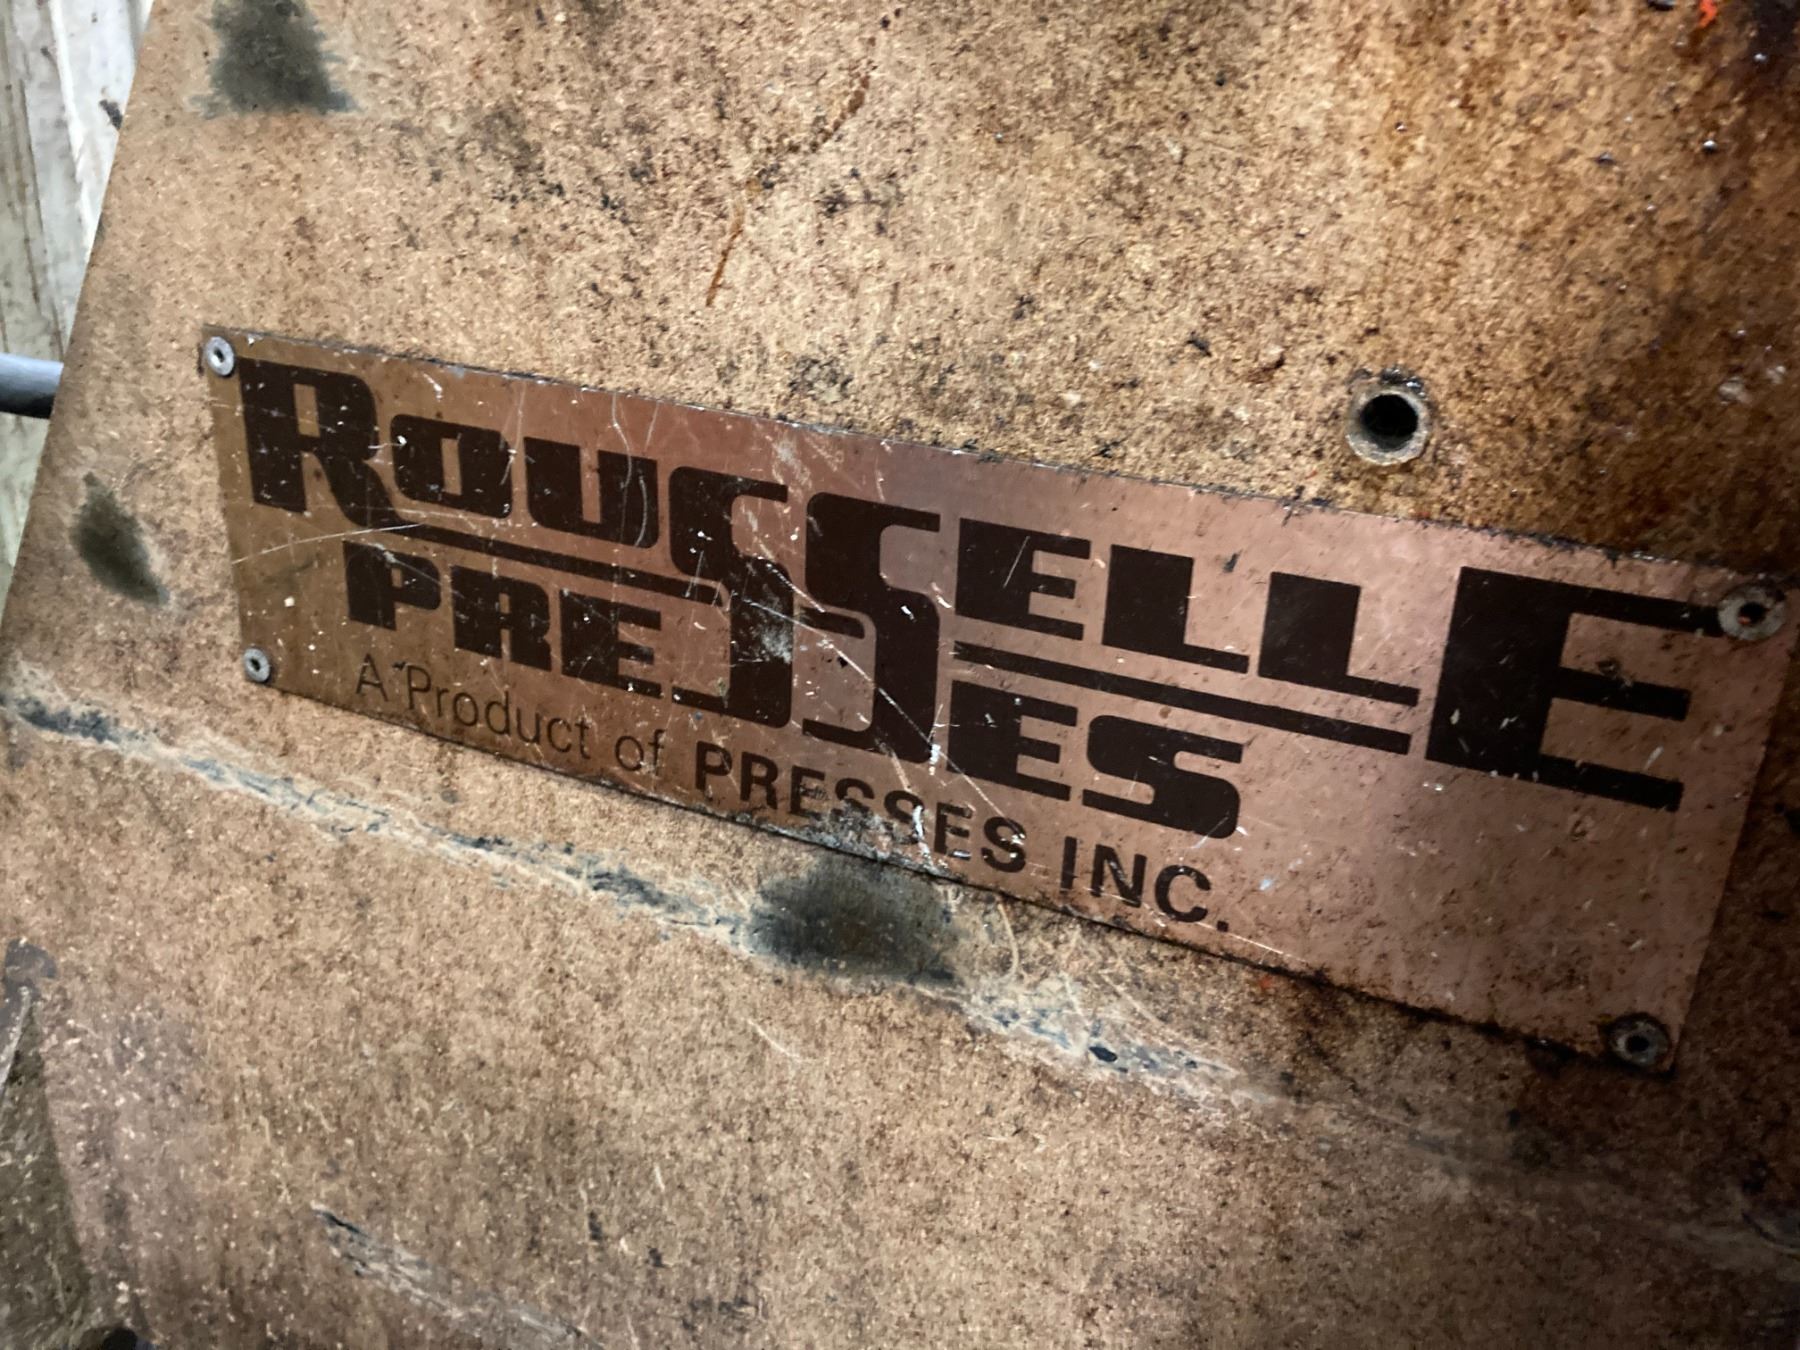 ROUSSELLE
PRESSES
A Product of PRESSES INC.